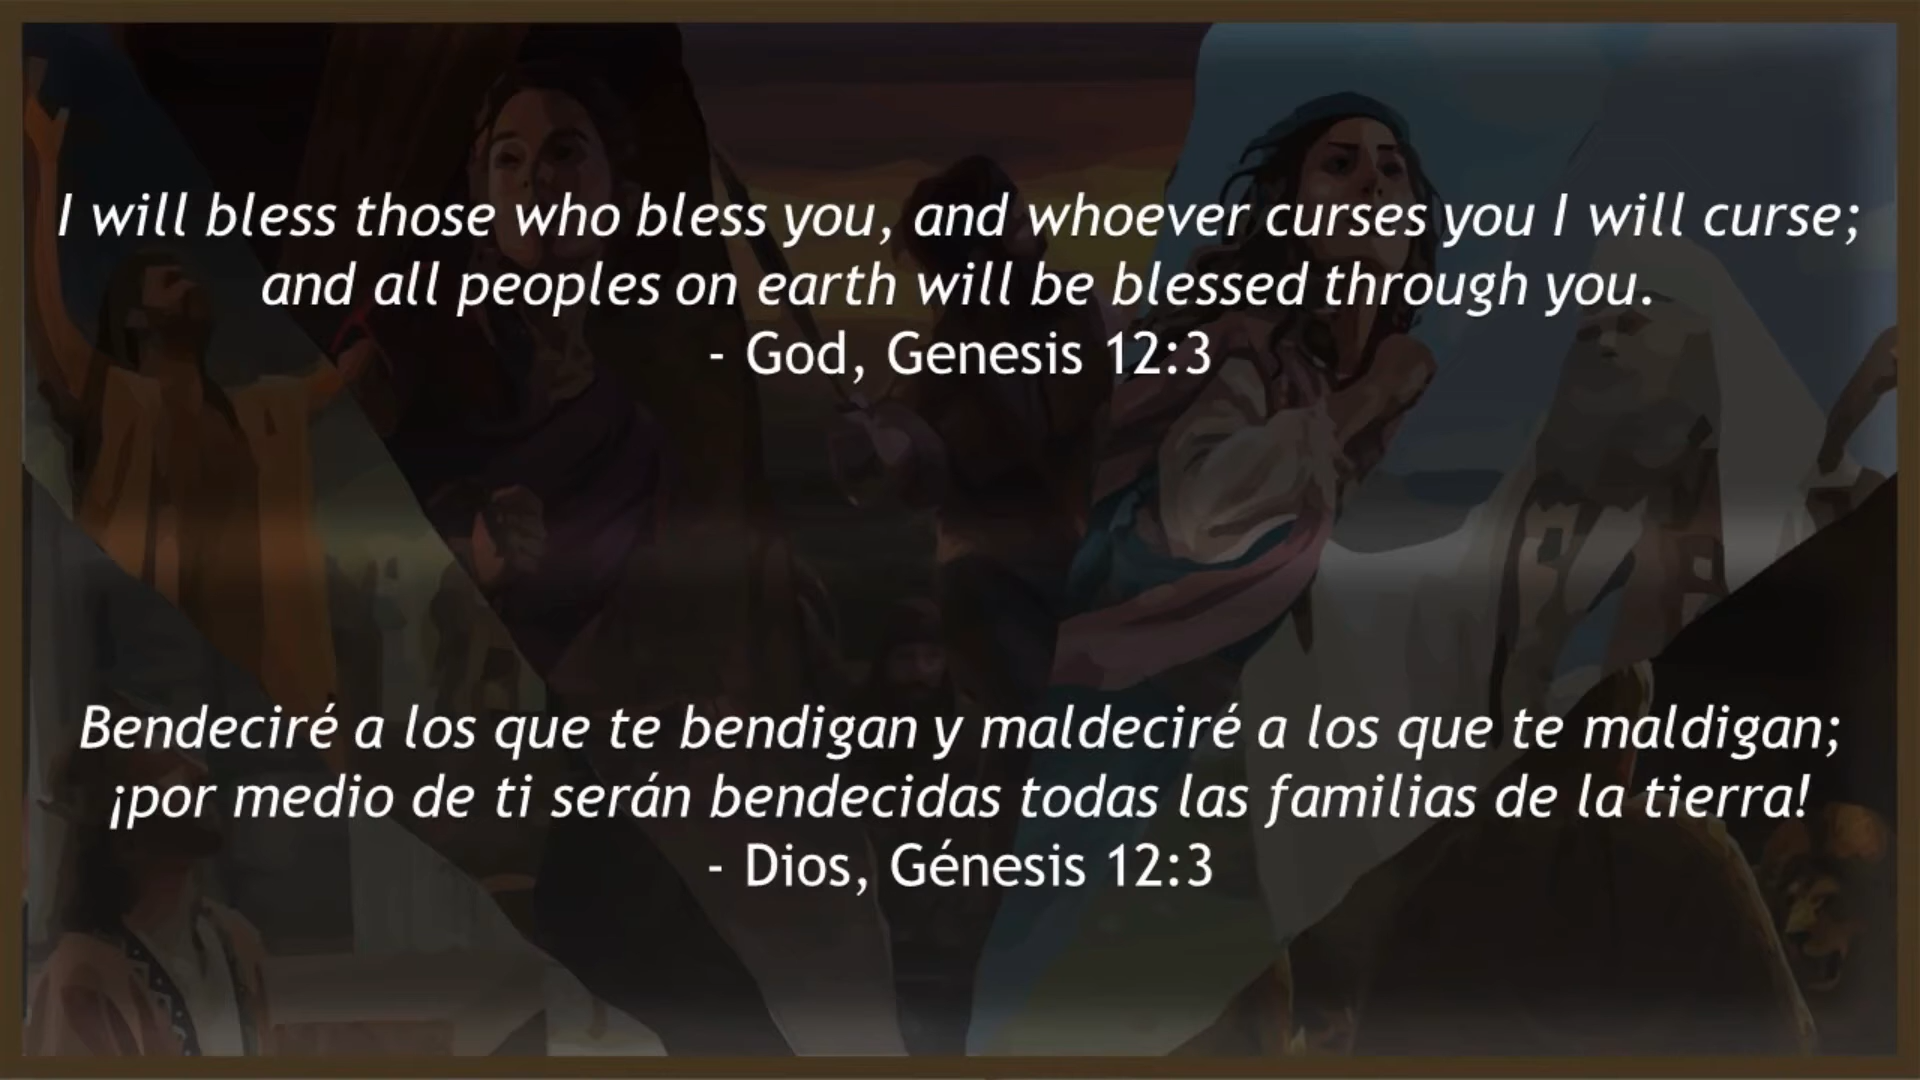 I will bless those who bless you, and whoever curses you I will curse;
and all peoples on earth will be blessed through you.
- God, Genesis 12:3
Bendeciré a los que te bendigan y maldeciré a los que te maldigan;
¡por medio de ti serán bendecidas todas las familias de la tierra!
- Dios, Génesis 12:3